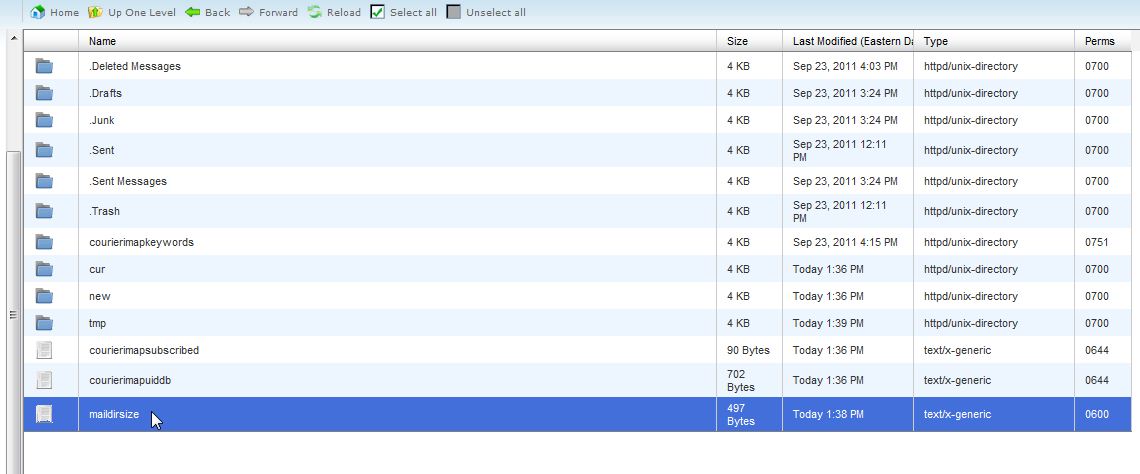 Home Up One Level Back Forward Reload Select all Unselect all
Name Size Last Modified (Eastern Da Type Perms
.Deleted Messages 4 KB Sep 23, 2011 4:03 PM httpd/unix-directory 0700
.Drafts 4 KB Sep 23, 2011 3:24 PM httpd/unix-directory 0700
.Junk 4 KB Sep 23, 2011 3:24 PM httpd/unix-directory 0700
.Sent 4 KB Sep 23, 2011 12:11 httpd/unix-directory 0700
PM
.Sent Messages 4 KB Sep 23, 2011 3:24 PM httpd/unix-directory 0700
.Trash 4 KB Sep 23, 2011 12:11 httpd/unix-directory 0700
PM
courierimapkeywords 4 KB Sep 23, 2011 4:15 PM httpd/unix-directory 0751
cur 4 KB Today 1:36 PM httpd/unix-directory 0700
new 4 KB Today 1:36 PM httpd/unix-directory 0700
tmp 4 KB Today 1:39 PM httpd/unix-directory 0700
courierimapsubscribed 90 Bytes Today 1:36 PM text/x-generic 0644
courierimapuiddb 702 Today 1:36 PM text/x-generic 0644
Bytes
maildirsize 497 Today 1:38 PM text/x-generic 0600
Bytes